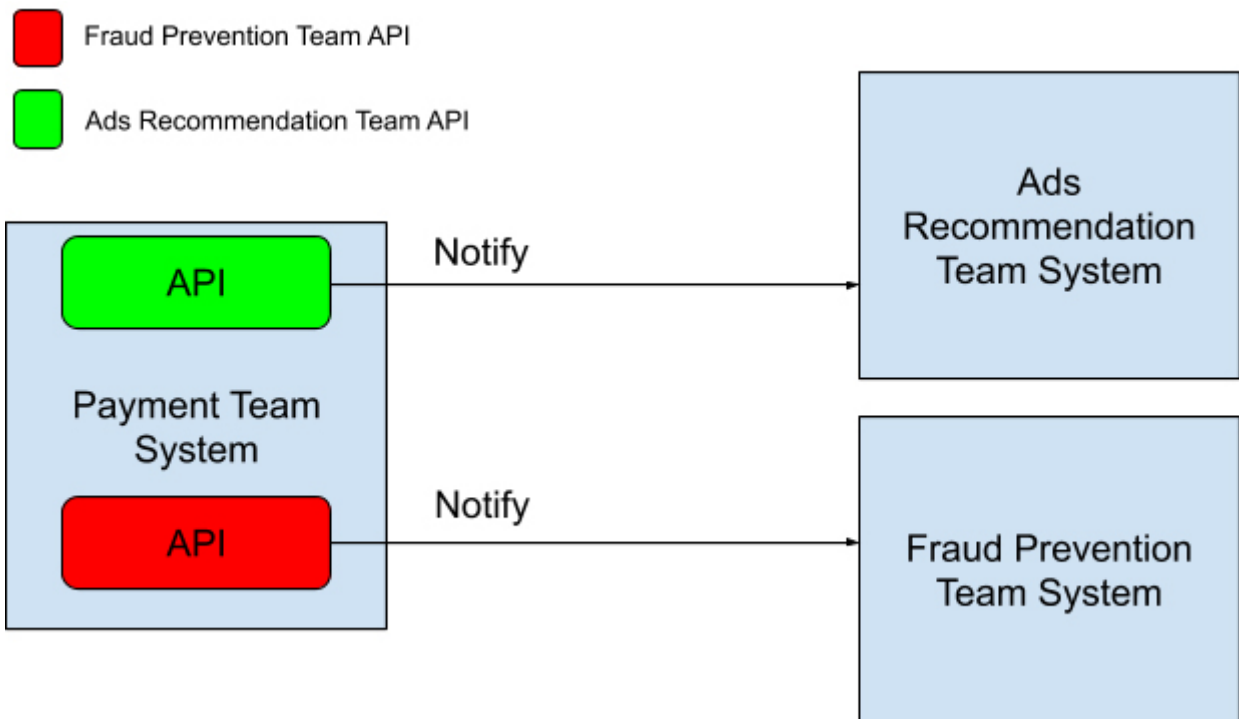 Fraud Prevention Team API
Ads Recommendation Team API
Ads
Recommendation
Team System
API
Notify
Payment Team
System
API
Notify
Fraud Prevention
Team System